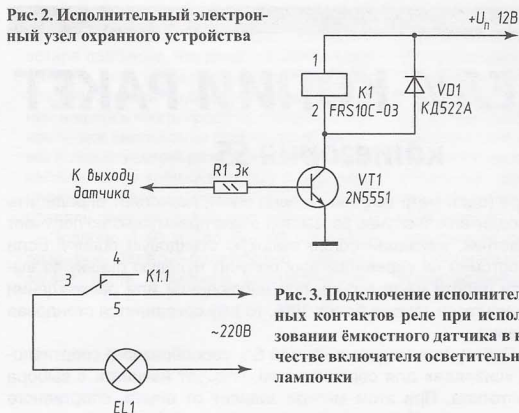 Рис. 2. Исполнительный электрон-
ный узел охранного устройства
+Uп 12В
1
K1
2
FRS10C-03
VD1
КД522А
К выходу
датчика
R1 3к
VT1
2N5551
4
3
K1.1
5
~220В
EL1
Рис. 3. Подключение исполнител
ных контактов реле при испол
зовании ёмкостного датчика в к
честве включателя осветительн
лампочки